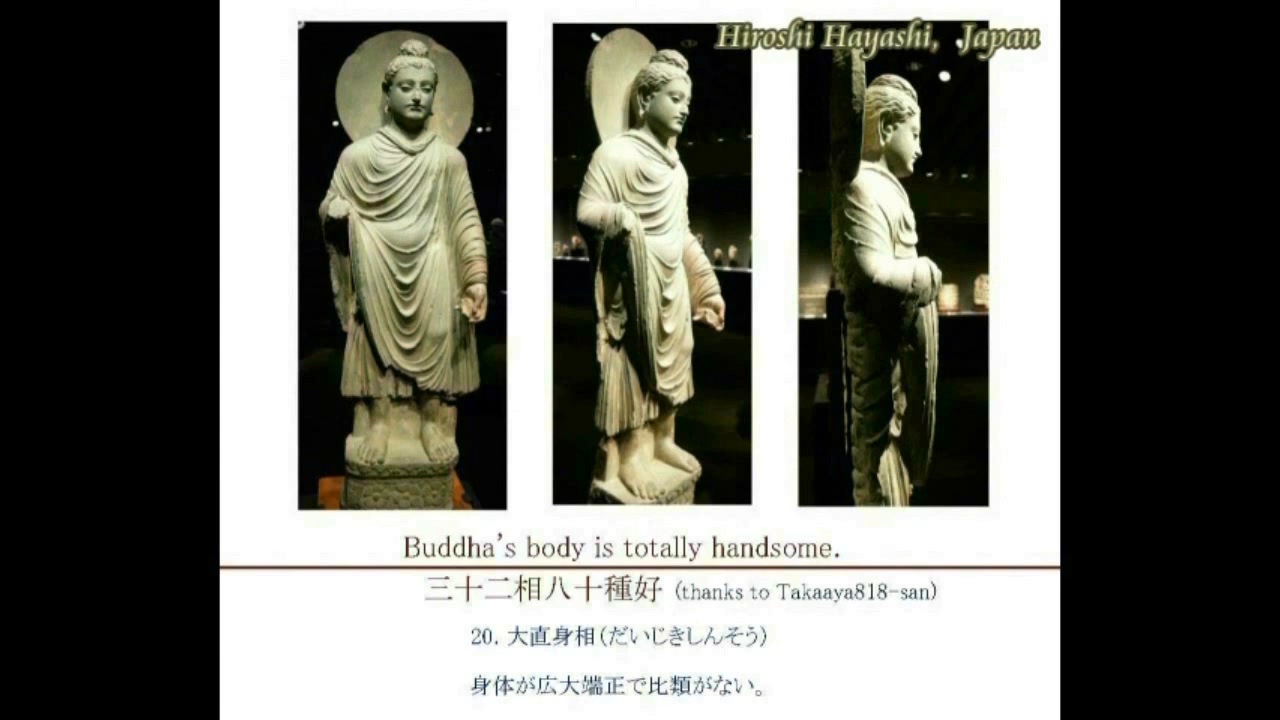 Hiroshi Hayashi, Japan
Buddha's body is totally handsome.
三十二相八十種好 (thanks to Takaaya818-san)
20. 大直身相(だいじきしんそう)
身体が広大端正で比類がない。